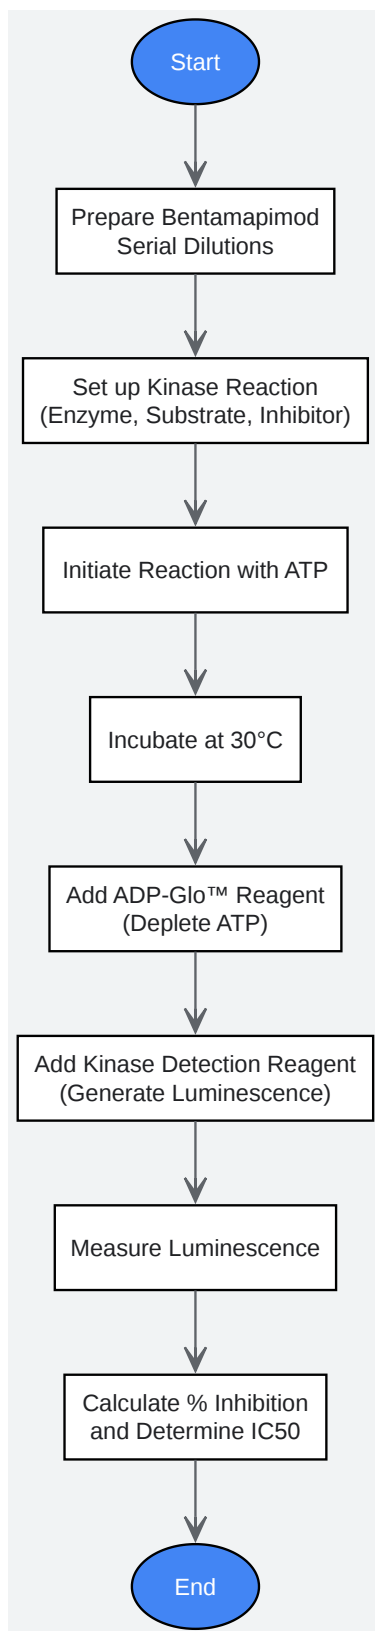 Start
Prepare Bentamapimod
Serial Dilutions
Set up Kinase Reaction
(Enzyme, Substrate, Inhibitor)
Initiate Reaction with ATP
Incubate at 30°C
Add ADP-Glo™ Reagent
(Deplete ATP)
Add Kinase Detection Reagent
(Generate Luminescence)
Measure Luminescence
Calculate % Inhibition
and Determine IC50
End